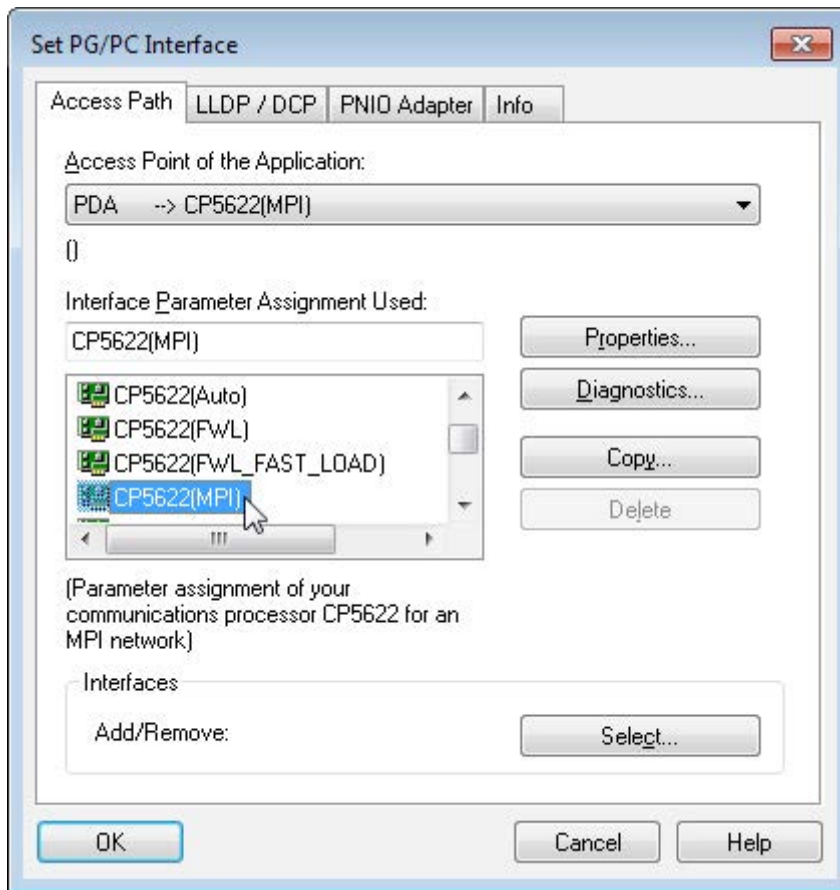 Set PG/PC Interface
Access Path
LLDP / DCP
PNIO Adapter
Info
Access Point of the Application:
PDA --> CP5622(MPI)
()
Interface Parameter Assignment Used:
CP5622(MPI)
Properties...
CP5622(Auto)
CP5622(FWL)
CP5622(FWL_FAST_LOAD)
CP5622(MPI)
Diagnostics...
Copy...
Delete
(Parameter assignment of your
communications processor CP5622 for an
MPI network)
Interfaces
Add/Remove:
Select...
OK
Cancel
Help